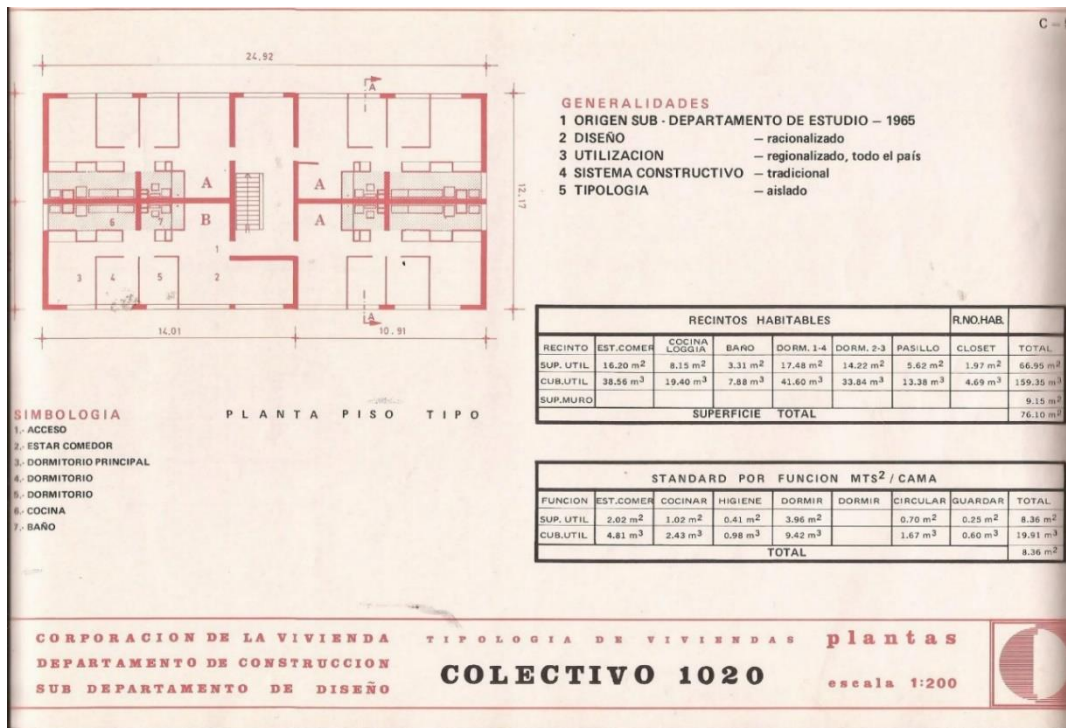 C –
24.92
A
A
A
B
A
12.17
6
7
1
3
4
5
2
A
14.01
10.91
GENERALIDADES
1 ORIGEN SUB - DEPARTAMENTO DE ESTUDIO – 1965
2 DISEÑO – racionalizado
3 UTILIZACION – regionalizado, todo el país
4 SISTEMA CONSTRUCTIVO – tradicional
5 TIPOLOGIA – aislado
RECINTOS HABITABLES R.NO.HAB.
RECINTO EST.COMER COCINA LOGGIA BAÑO DORM. 1-4 DORM. 2-3 PASILLO CLOSET TOTAL
SUP. UTIL 16.20 m² 8.15 m² 3.31 m² 17.48 m² 14.22 m² 5.62 m² 1.97 m² 66.95 m²
CUB.UTIL 38.56 m³ 19.40 m³ 7.88 m³ 41.60 m³ 33.84 m³ 13.38 m³ 4.69 m³ 159.35 m³
SUP.MURO 9.15 m²
SUPERFICIE TOTAL 76.10 m²
SIMBOLOGIA
1.- ACCESO
2.- ESTAR COMEDOR
3.- DORMITORIO PRINCIPAL
4.- DORMITORIO
5.- DORMITORIO
6.- COCINA
7.- BAÑO
PLANTA PISO TIPO
STANDARD POR FUNCION MTS² / CAMA
FUNCION EST.COMER COCINAR HIGIENE DORMIR DORMIR CIRCULAR GUARDAR TOTAL
SUP. UTIL 2.02 m² 1.02 m² 0.41 m² 3.96 m² 0.70 m² 0.25 m² 8.36 m²
CUB.UTIL 4.81 m³ 2.43 m³ 0.98 m³ 9.42 m³ 1.67 m³ 0.60 m³ 19.91 m³
TOTAL 8.36 m²
CORPORACION DE LA VIVIENDA
DEPARTAMENTO DE CONSTRUCCION
SUB DEPARTAMENTO DE DISEÑO
TIPOLOGIA DE VIVIENDAS
COLECTIVO 1020
plantas
escala 1:200